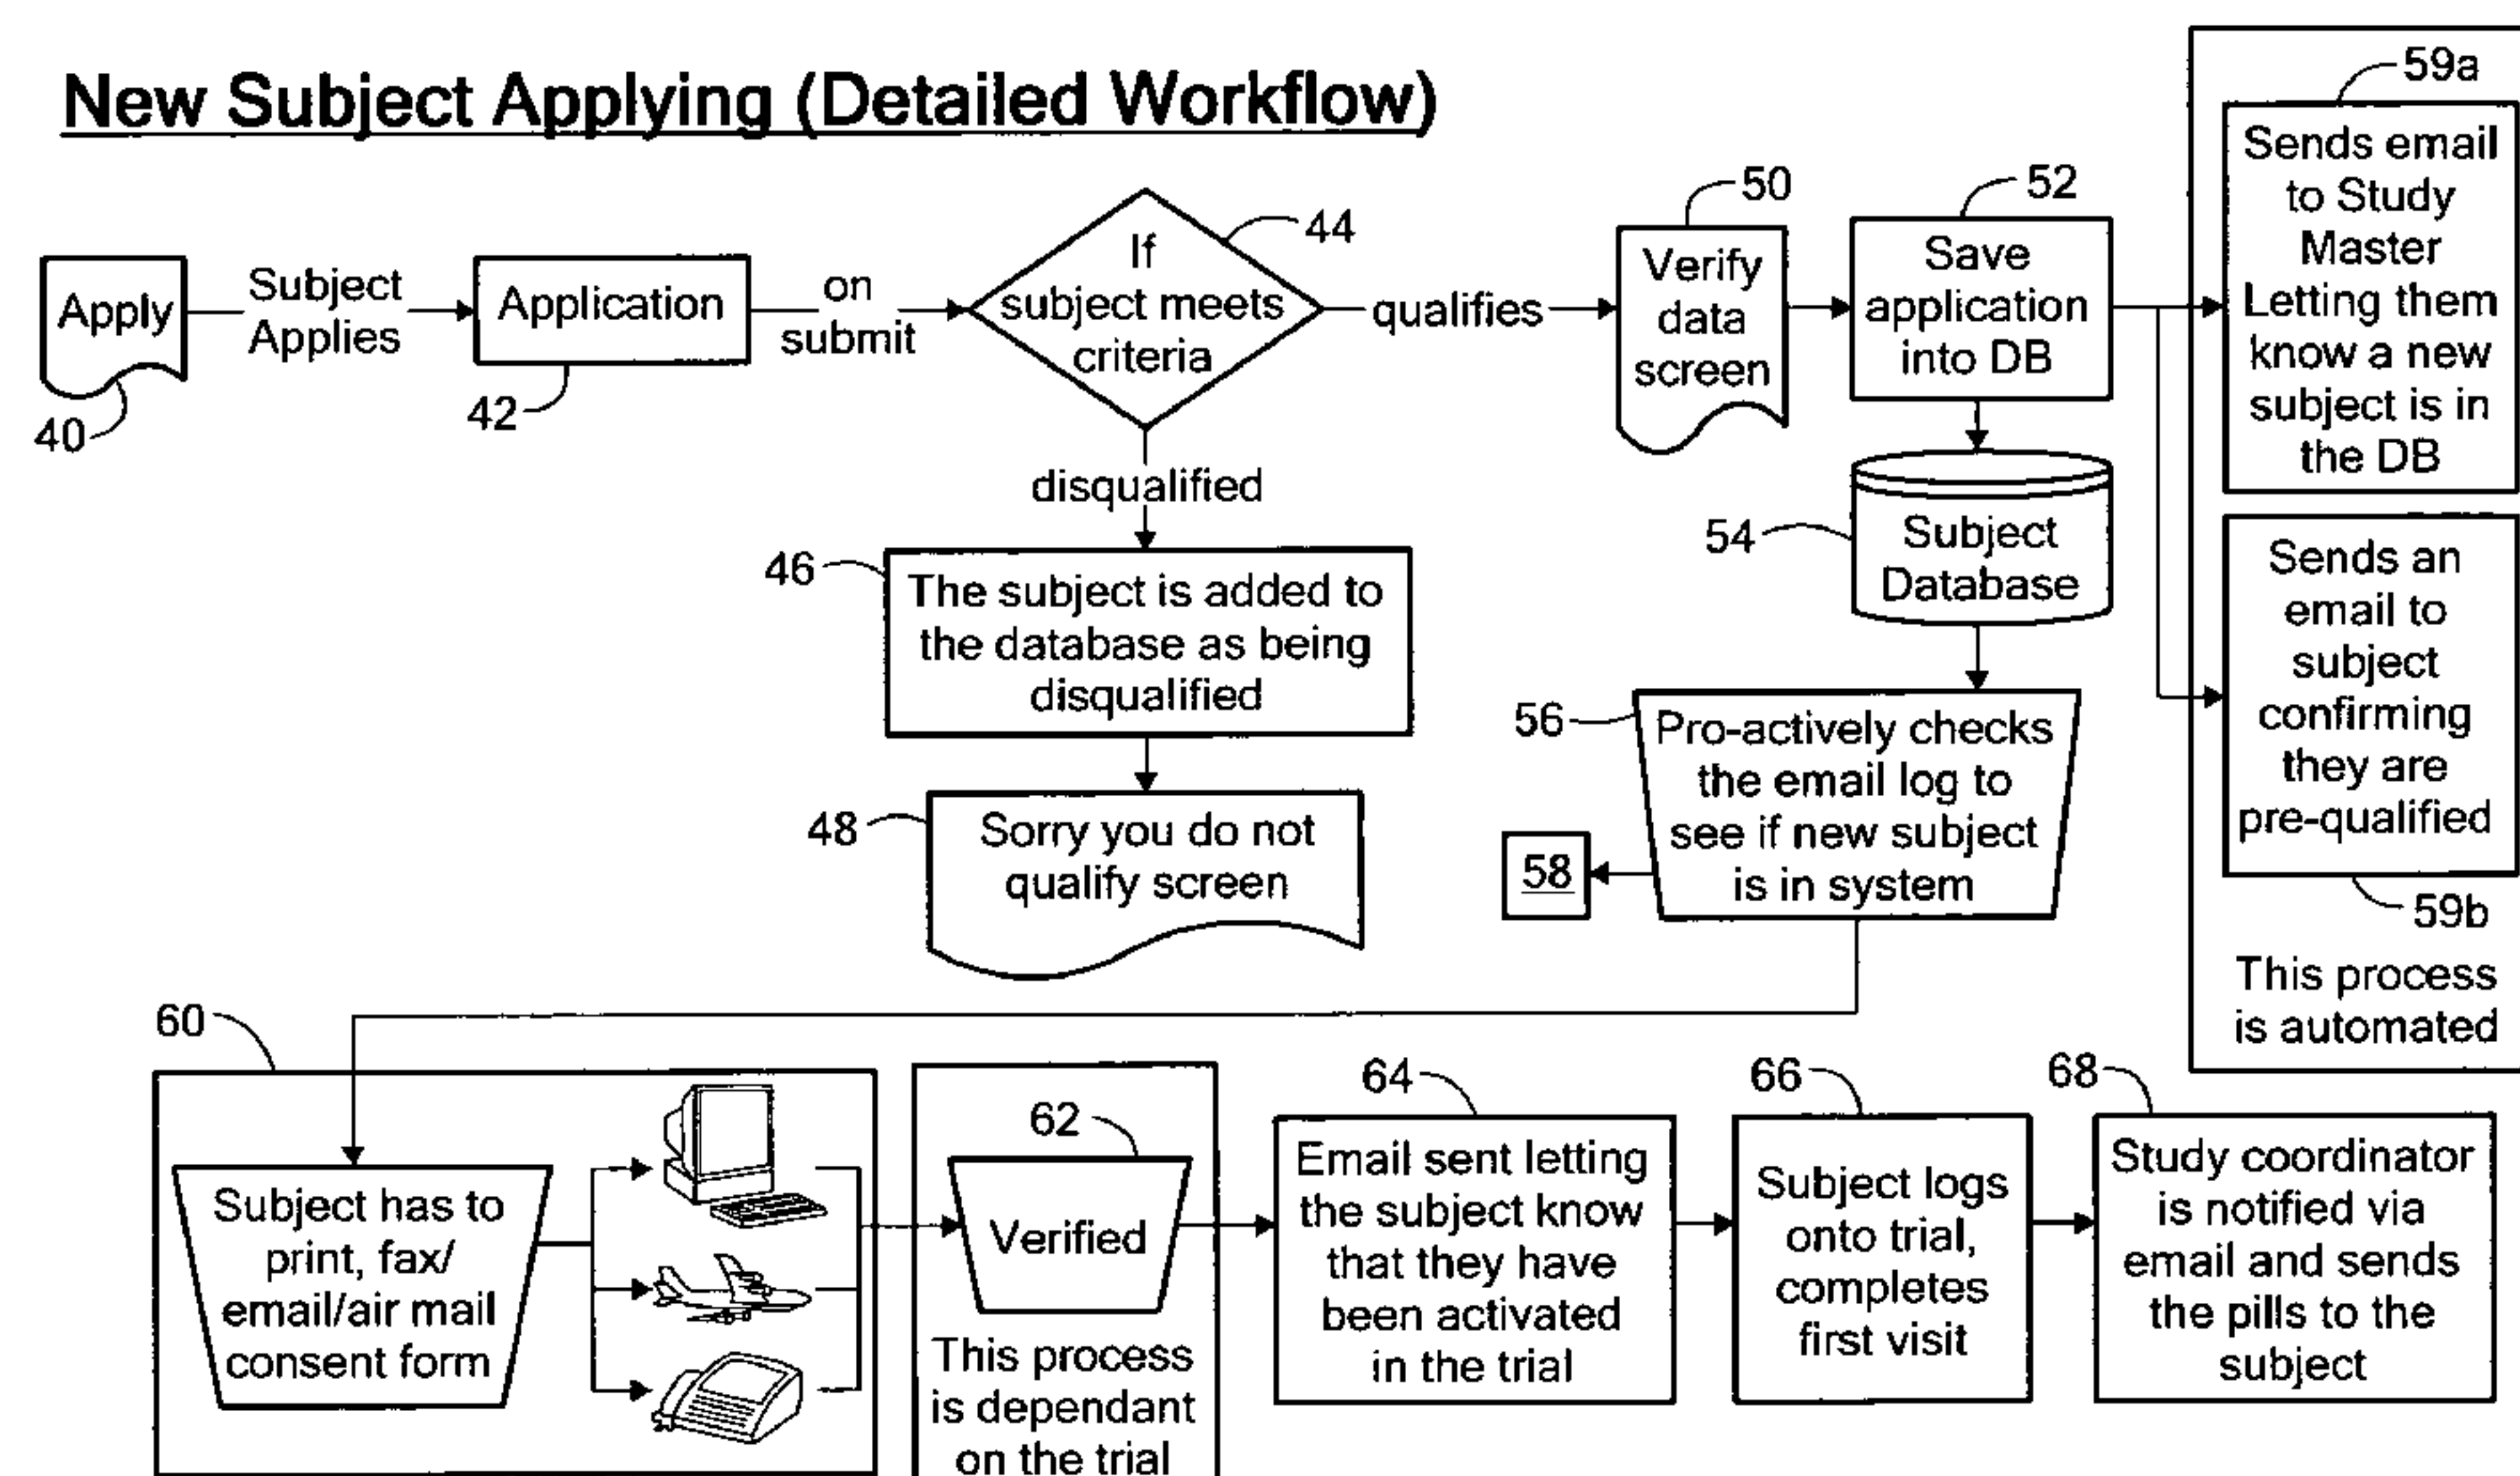 New Subject Applying (Detailed Workflow)
Apply
40
Subject
Applies
Application
42
on
submit
If
subject meets
criteria
44
qualifies
disqualified
46
The subject is added to
the database as being
disqualified
48
Sorry you do not
qualify screen
50
Verify
data
screen
52
Save
application
into DB
54
Subject
Database
56
Pro-actively checks
the email log to
see if new subject
is in system
58
59a
Sends email
to Study
Master
Letting them
know a new
subject is in
the DB
Sends an
email to
subject
confirming
they are
pre-qualified
59b
This process
is automated
60
Subject has to
print, fax/
email/air mail
consent form
62
Verified
This process
is dependant
on the trial
64
Email sent letting
the subject know
that they have
been activated
in the trial
66
Subject logs
onto trial,
completes
first visit
68
Study coordinator
is notified via
email and sends
the pills to the
subject